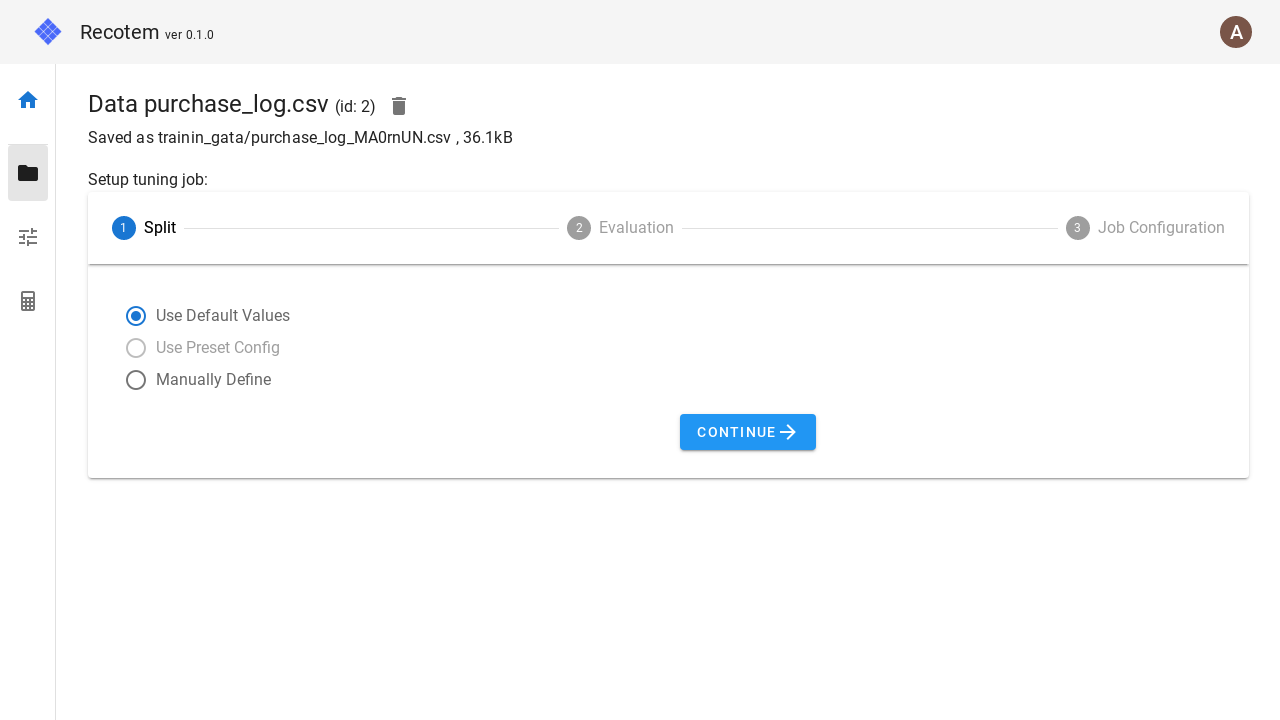 Recotem ver 0.1.0
A
Data purchase_log.csv (id: 2)
Saved as trainin_gata/purchase_log_MA0rnUN.csv , 36.1kB
Setup tuning job:
1 Split
2 Evaluation
3 Job Configuration
Use Default Values
Use Preset Config
Manually Define
CONTINUE